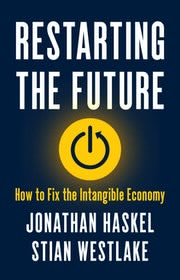 RESTARTING
THE FUTURE
How to Fix the Intangible Economy
JONATHAN HASKEL
STIAN WESTLAKE